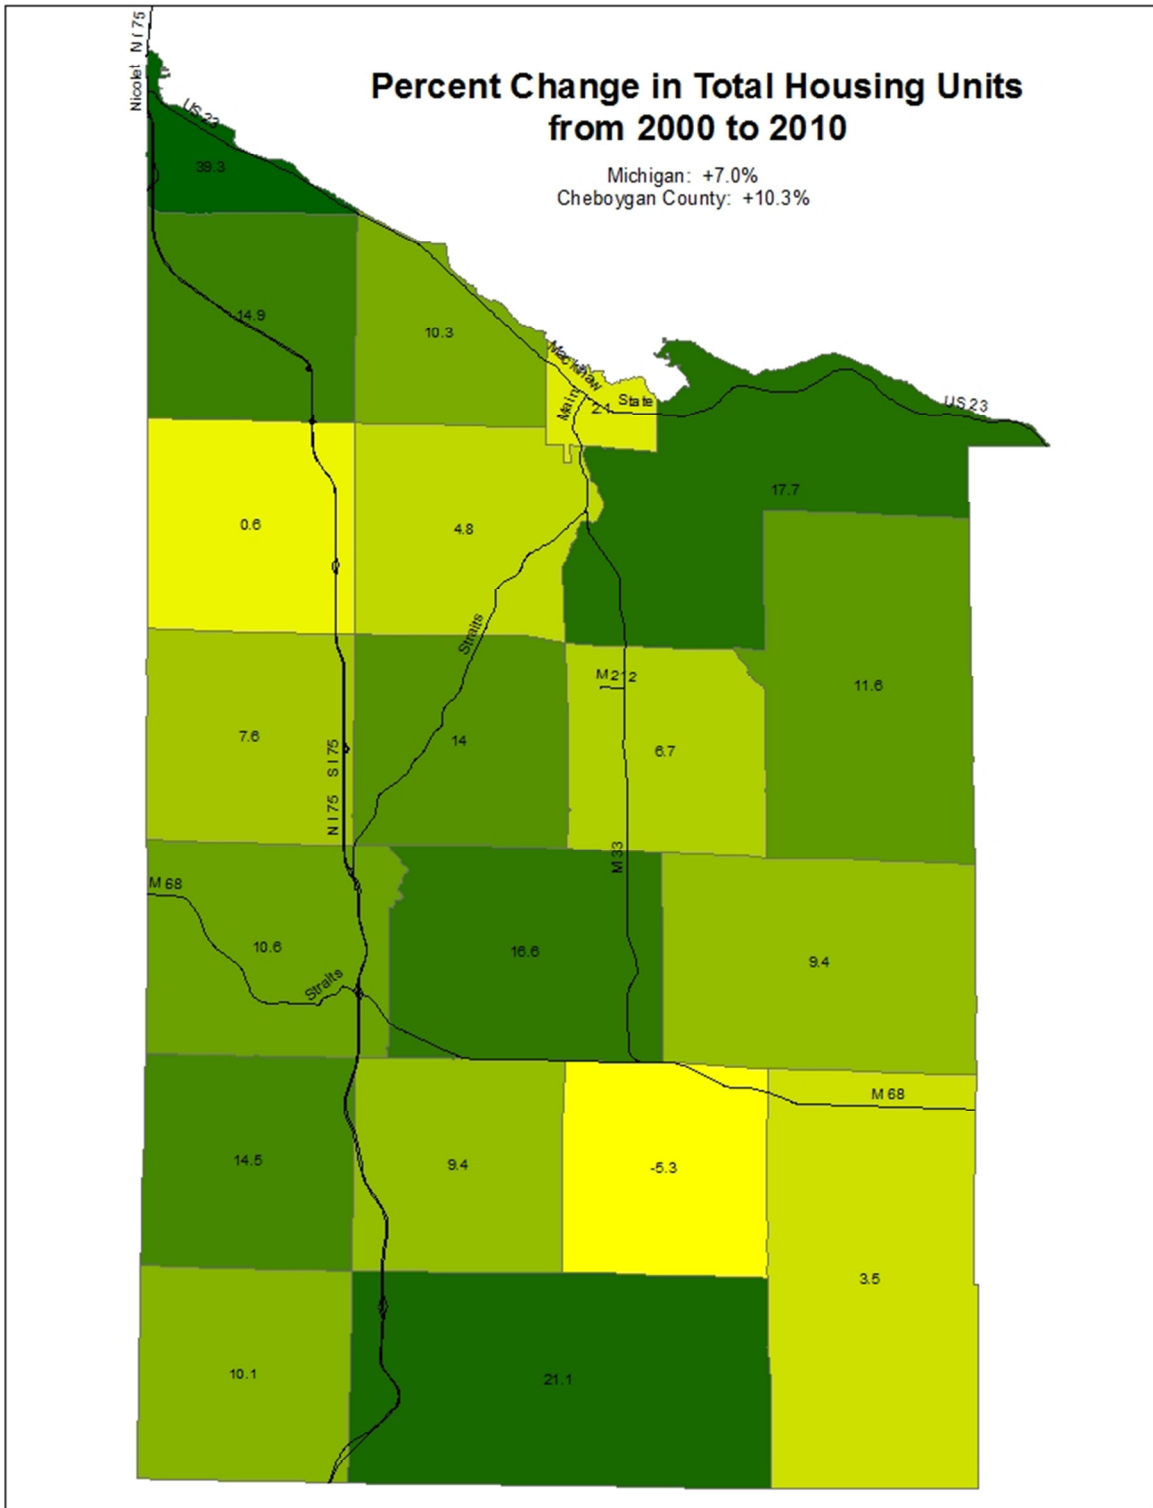 Nicolet N I 75
Percent Change in Total Housing Units
from 2000 to 2010
Michigan: +7.0%
Cheboygan County: +10.3%
US 23
39.3
14.9
10.3
Mackinaw
Main
2.1
State
US 23
17.7
0.6
4.8
Straits
M 212
11.6
7.6
14
6.7
N I 75 S I 75
M 33
M 68
10.6
Straits
16.6
9.4
M 68
14.5
9.4
-5.3
3.5
10.1
21.1